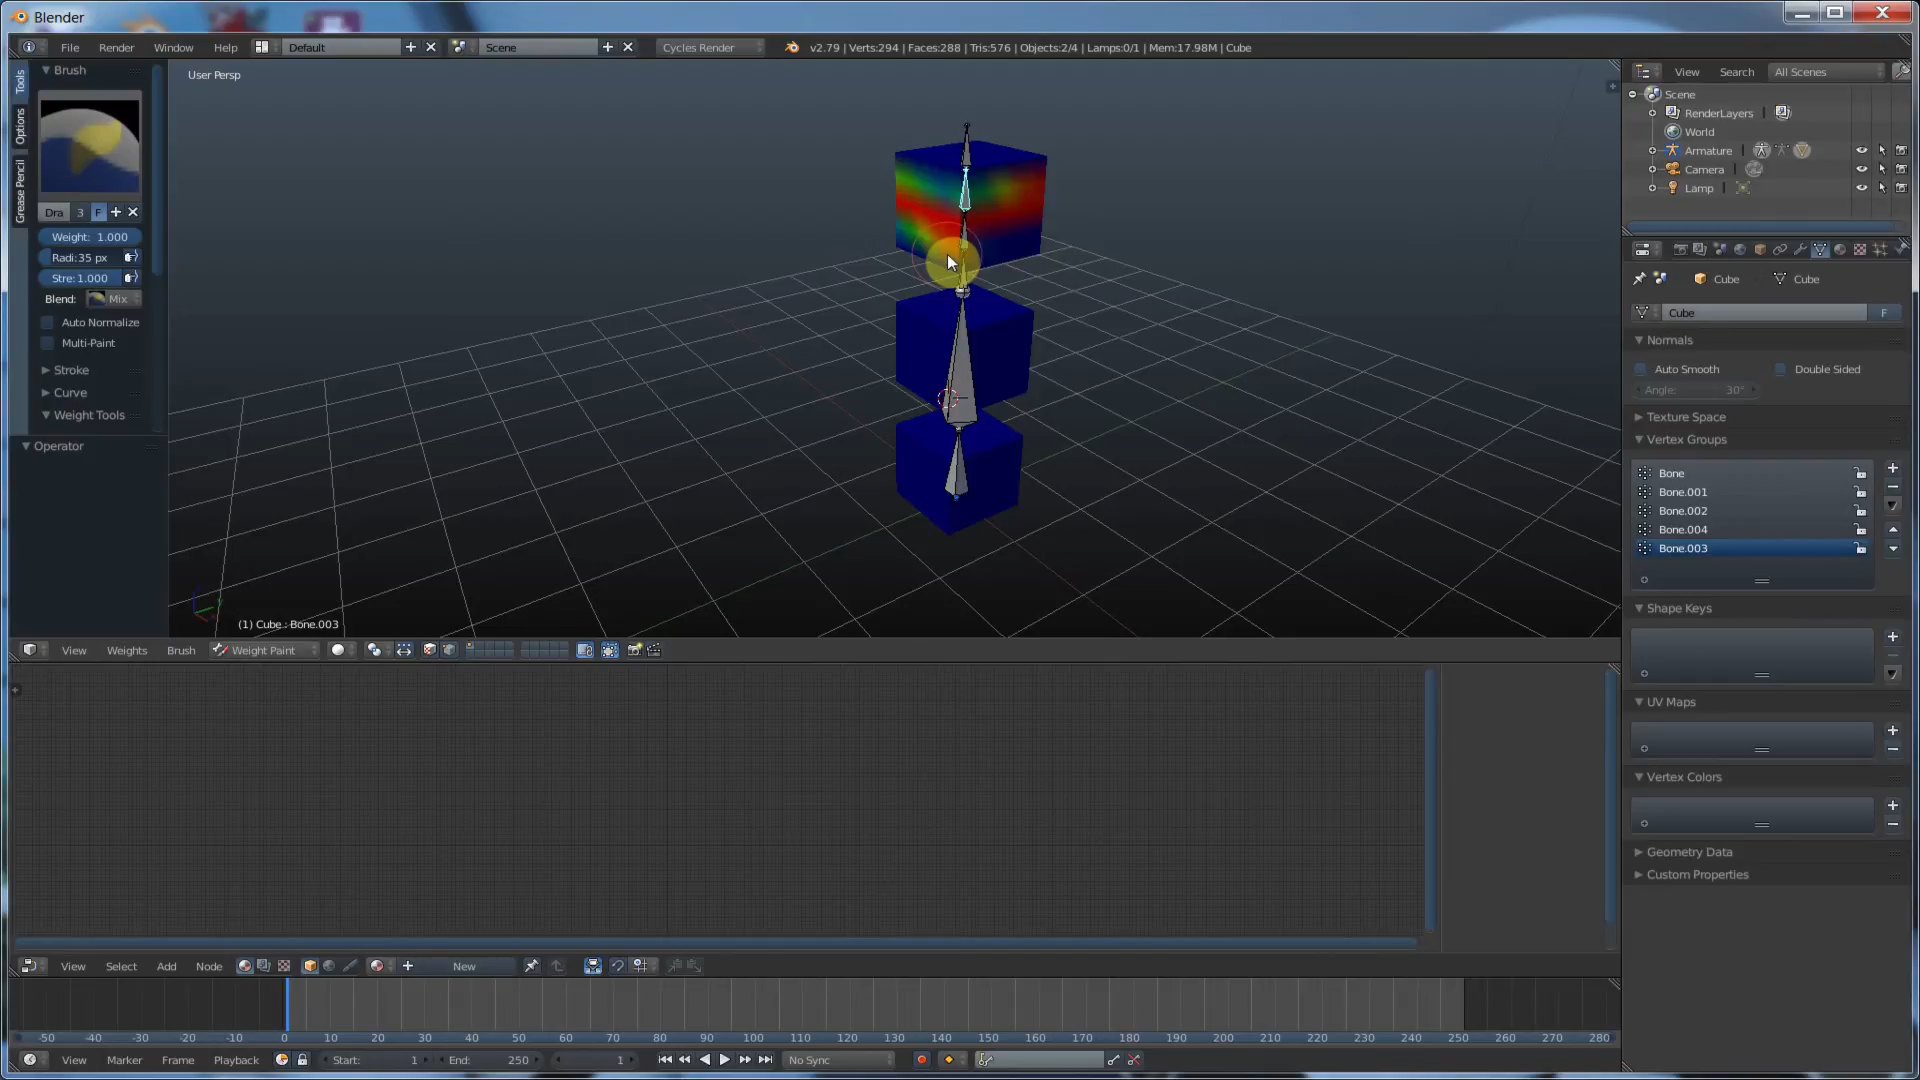 Blender
File Render Window Help Default Scene Cycles Render v2.79 | Verts:294 | Faces:288 | Tris:576 | Objects:2/4 | Lamps:0/1 | Mem:17.98M | Cube
Tools
Options
Grease Pencil
Brush
Dra 3 F
Weight: 1.000
Radi:35 px
Stre:1.000
Blend: Mix
Auto Normalize
Multi-Paint
Stroke
Curve
Weight Tools
Operator
User Persp
(1) Cube : Bone.003
View Weights Brush Weight Paint
View Select Add Node New
-50 -40 -30 -20 -10 0 10 20 30 40 50 60 70 80 90 100 110 120 130 140 150 160 170 180 190 200 210 220 230 240 250 260 270 280
View Marker Frame Playback Start: 1 End: 250 1 No Sync
View Search All Scenes
Scene
RenderLayers |
World
Armature |
Camera |
Lamp |
Cube Cube
Cube F
Normals
Auto Smooth Double Sided
Angle: 30°
Texture Space
Vertex Groups
Bone
Bone.001
Bone.002
Bone.004
Bone.003
Shape Keys
UV Maps
Vertex Colors
Geometry Data
Custom Properties